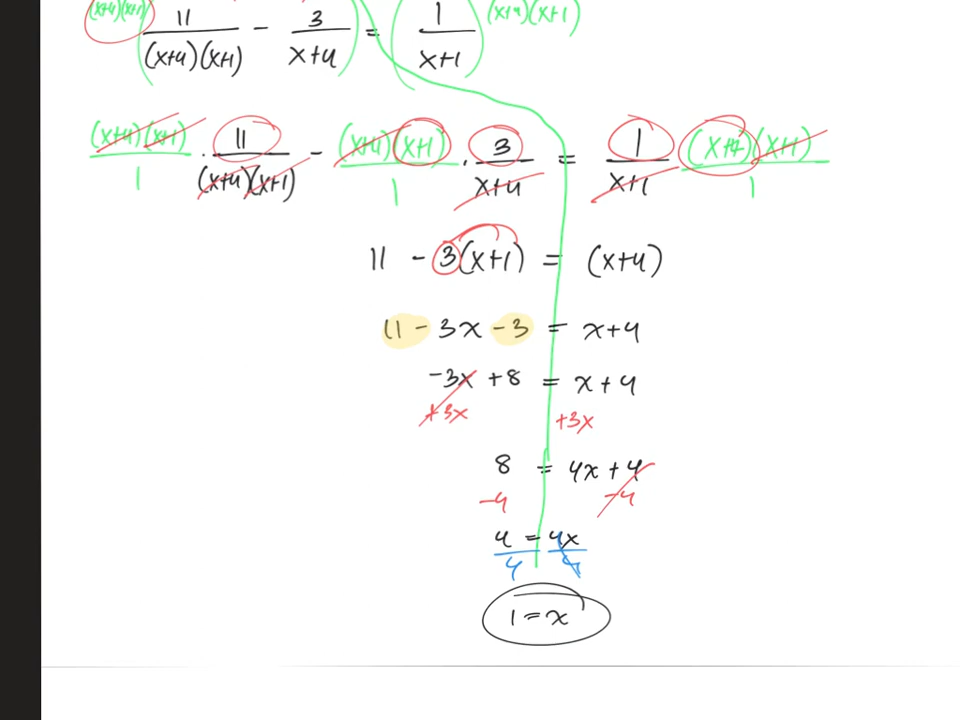 (x+4)(x+1) ( 11/((x+4)(x+1)) - 3/(x+4) ) = ( 1/(x+1) ) (x+4)(x+1)
(x+4)(x+1)/1 · 11/((x+4)(x+1)) - (x+4)(x+1)/1 · 3/(x+4) = 1/(x+1) (x+4)(x+1)/1
11 - 3(x+1) = (x+4)
11 - 3x - 3 = x+4
-3x + 8 = x + 4
+3x +3x
8 = 4x + 4
-4 -4
4 = 4x
4 4
1 = x